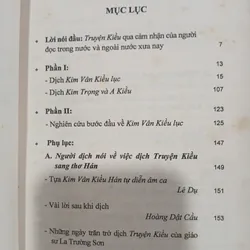 MỤC LỤC
• Lời nói đầu: Truyện Kiều qua cảm nhận của người
đọc trong nước và ngoài nước xưa nay 7
• Phần I: 13
- Dịch Kim Vân Kiều lục 15
- Dịch Kim Trọng và A Kiều 107
• Phần II: 123
- Nghiên cứu bước đầu về Kim Vân Kiều lục 125
• Phụ lục: 147
A. Người dịch nói về việc dịch Truyện Kiều
sang thơ Hán 149
- Tựa Kim Vân Kiều Hán tự diễn âm ca
Lê Dụ 151
- Vài lời sau khi dịch
Hoàng Dật Cầu 153
- Những ngày trăn trở dịch Truyện Kiều của giáo
sư La Trường Sơn 156